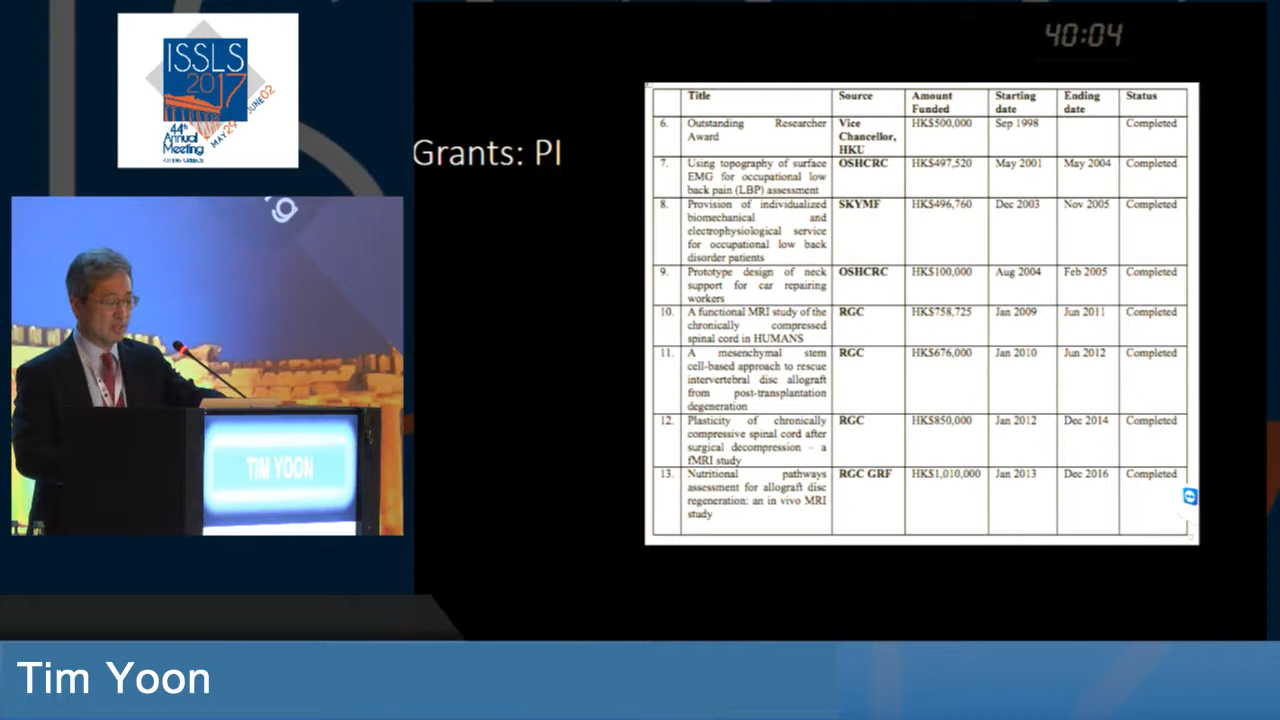 40:04
ISSLS
2017
44th
Annual
Meeting
MAY 29
JUNE 02
Grants: PI
Title Source Amount Funded Starting date Ending date Status
6. Outstanding Researcher Award Vice Chancellor, HKU HK$500,000 Sep 1998 Completed
7. Using topography of surface EMG for occupational low back pain (LBP) assessment OSHCRC HK$497,520 May 2001 May 2004 Completed
8. Provision of individualized biomechanical and electrophysiological service for occupational low back disorder patients SKYMF HK$496,760 Dec 2003 Nov 2005 Completed
9. Prototype design of neck support for car repairing workers OSHCRC HK$100,000 Aug 2004 Feb 2005 Completed
10. A functional MRI study of the chronically compressed spinal cord in HUMANS RGC HK$758,725 Jan 2009 Jun 2011 Completed
11. A mesenchymal stem cell-based approach to rescue intervertebral disc allograft from post-transplantation degeneration RGC HK$676,000 Jan 2010 Jun 2012 Completed
12. Plasticity of chronically compressive spinal cord after surgical decompression – a fMRI study RGC HK$850,000 Jan 2012 Dec 2014 Completed
13. Nutritional pathways assessment for allograft disc regeneration: an in vivo MRI study RGC GRF HK$1,010,000 Jan 2013 Dec 2016 Completed
TIM YOON
Tim Yoon